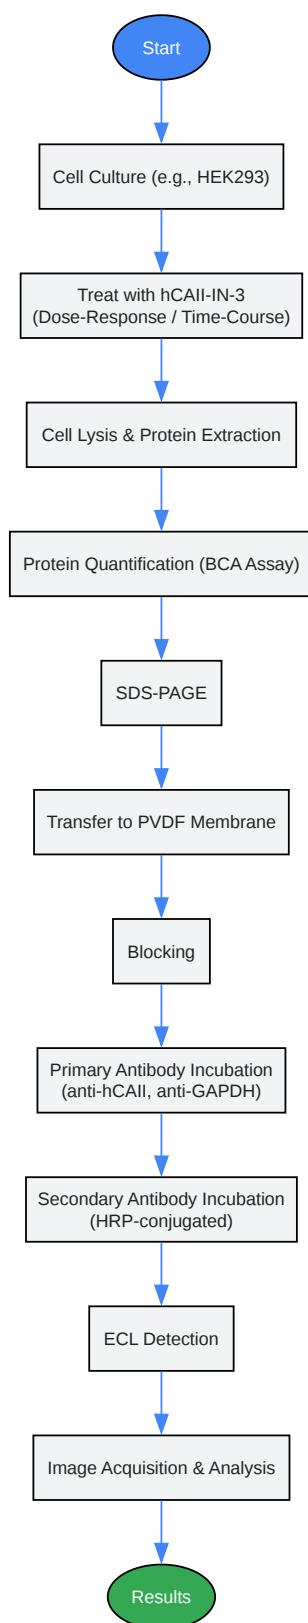 Start
Cell Culture (e.g., HEK293)
Treat with hCAII-IN-3
(Dose-Response / Time-Course)
Cell Lysis & Protein Extraction
Protein Quantification (BCA Assay)
SDS-PAGE
Transfer to PVDF Membrane
Blocking
Primary Antibody Incubation
(anti-hCAII, anti-GAPDH)
Secondary Antibody Incubation
(HRP-conjugated)
ECL Detection
Image Acquisition & Analysis
Results